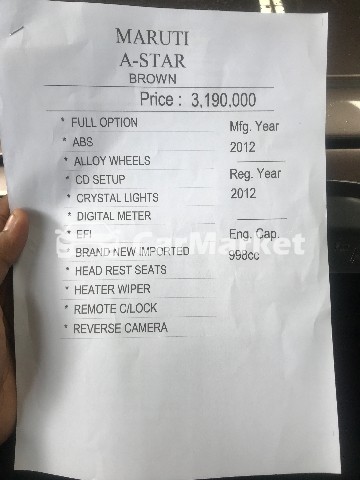 MARUTI
A-STAR
BROWN
Price : 3,190,000
* FULL OPTION
* ABS
* ALLOY WHEELS
* CD SETUP
* CRYSTAL LIGHTS
* DIGITAL METER
* EFI
* BRAND NEW IMPORTED
* HEAD REST SEATS
* HEATER WIPER
* REMOTE C/LOCK
* REVERSE CAMERA
Mfg. Year
2012
Reg. Year
2012
Eng. Cap.
998cc
CarMarket